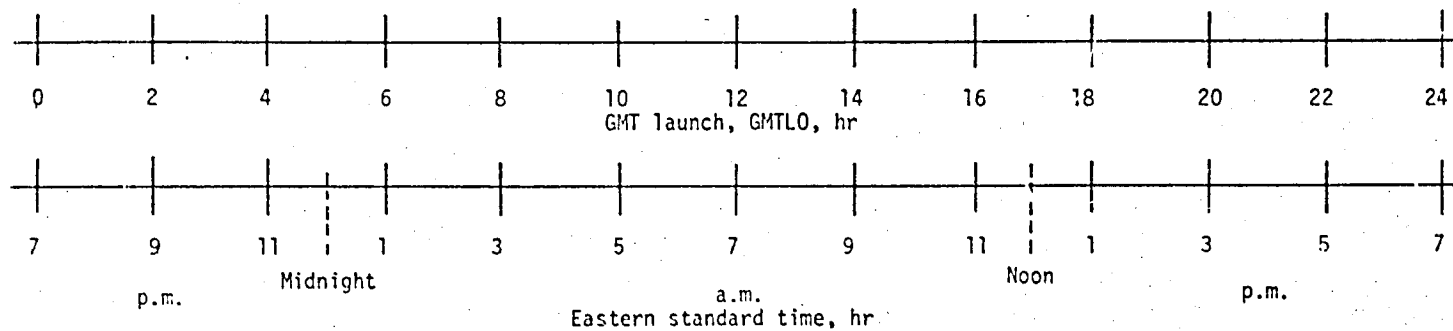 0 2 4 6 8 10 12 14 16 18 20 22 24
GMT launch, GMTLO, hr
7 9 11 1 3 5 7 9 11 1 3 5 7
Midnight Noon
p.m. a.m. p.m.
Eastern standard time, hr